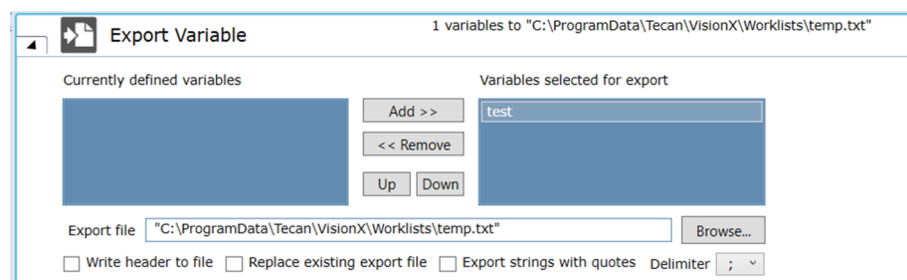 Export Variable
1 variables to "C:\ProgramData\Tecan\VisionX\Worklists\temp.txt"
Currently defined variables
Variables selected for export
Add >>
test
<< Remove
Up
Down
Export file
"C:\ProgramData\Tecan\VisionX\Worklists\temp.txt"
Browse...
Write header to file
Replace existing export file
Export strings with quotes
Delimiter
;